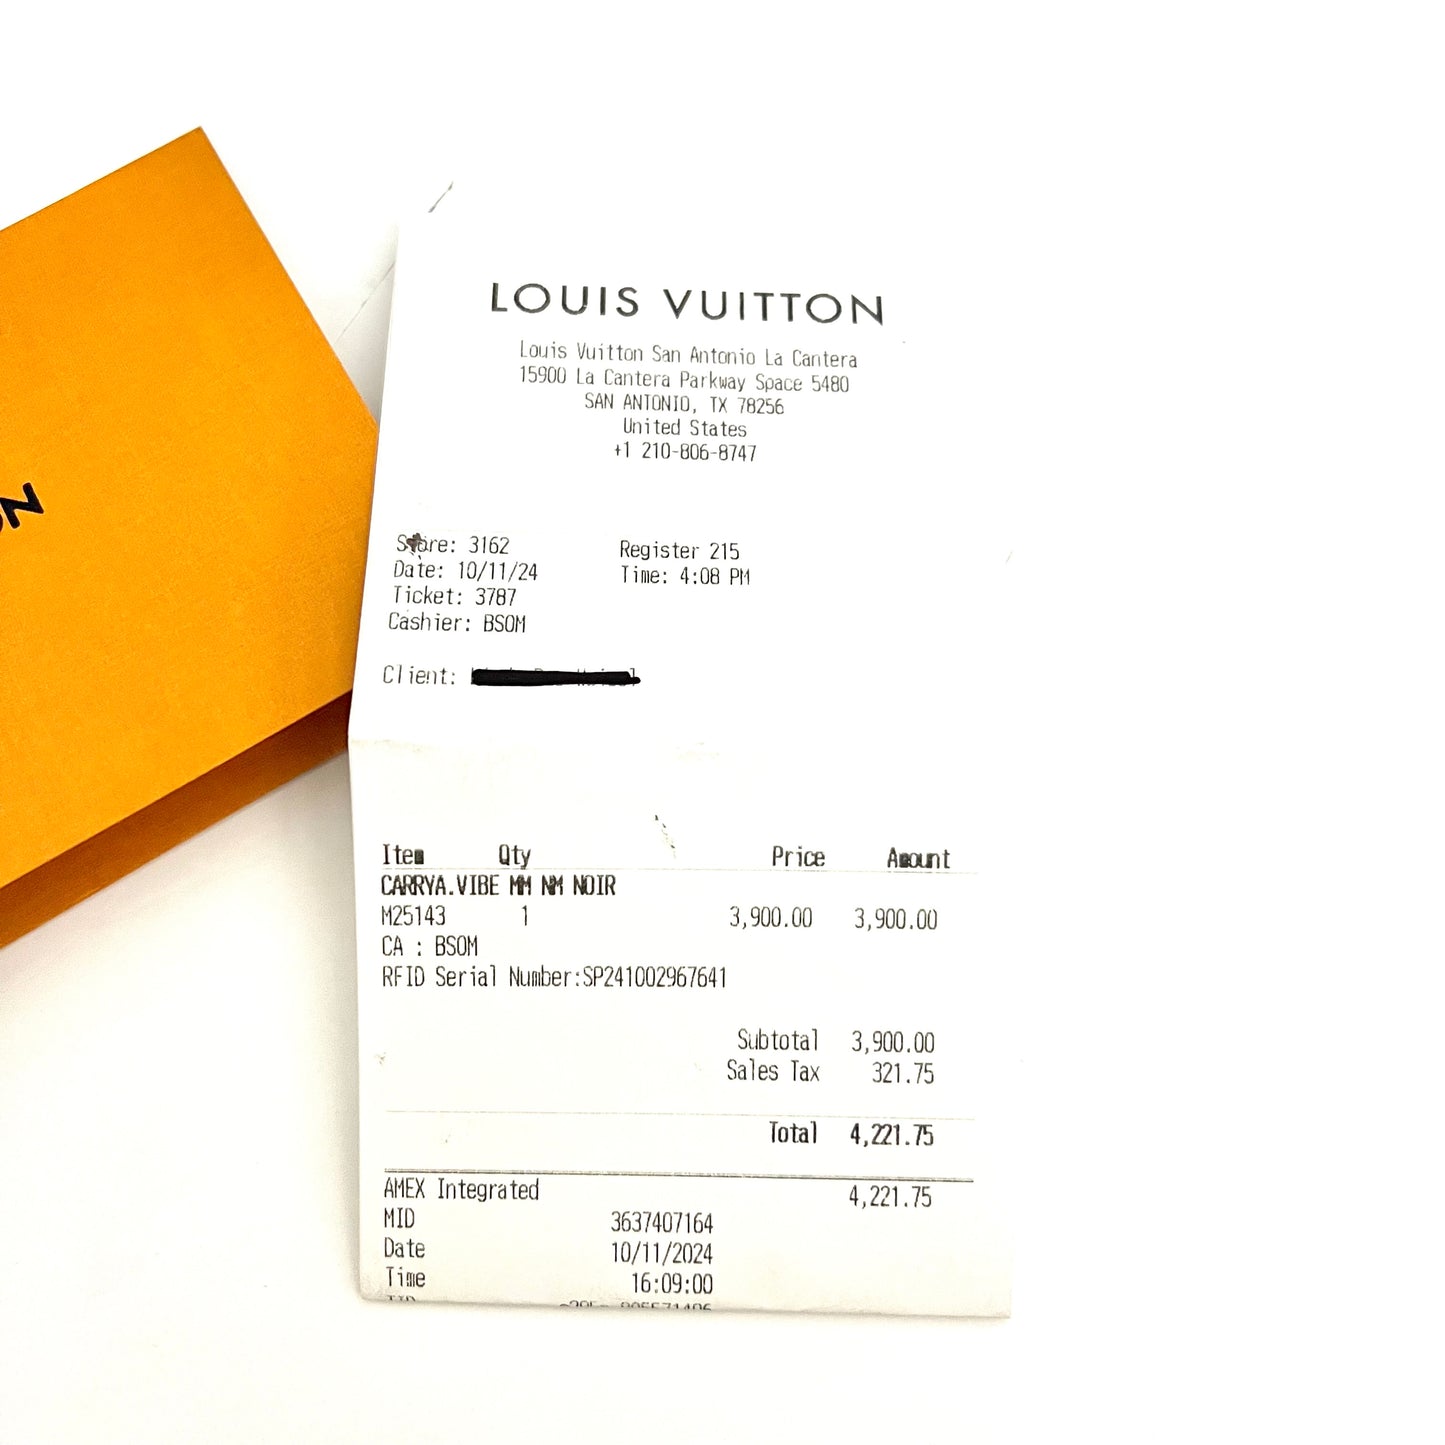 ON
LOUIS VUITTON
Louis Vuitton San Antonio La Cantera
15900 La Cantera Parkway Space 5480
SAN ANTONIO, TX 78256
United States
+1 210-806-8747
Store: 3162 Register 215
Date: 10/11/24 Time: 4:08 PM
Ticket: 3787
Cashier: BSOM
Client:
Item Qty Price Amount
CARRYA.VIBE MM NM NOIR
M25143 1 3,900.00 3,900.00
CA : BSOM
RFID Serial Number:SP241002967641
Subtotal 3,900.00
Sales Tax 321.75
Total 4,221.75
AMEX Integrated 4,221.75
MID 3637407164
Date 10/11/2024
Time 16:09:00